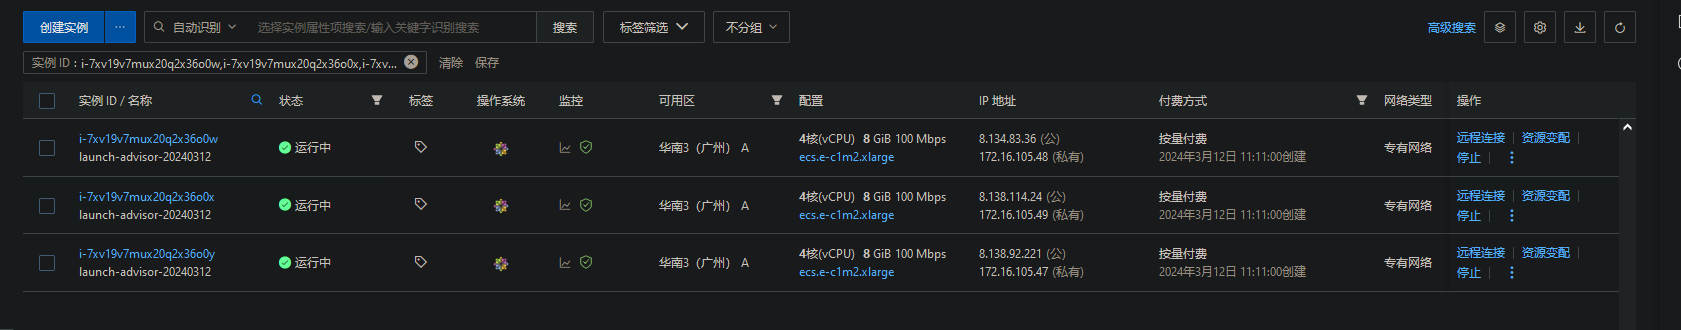 创建实例 ··· 自动识别 选择实例属性项搜索/输入关键字识别搜索 搜索 标签筛选 不分组 高级搜索
实例 ID : i-7xv19v7mux20q2x36o0w,i-7xv19v7mux20q2x36o0x,i-7xv... 清除 保存
实例 ID / 名称 状态 标签 操作系统 监控 可用区 配置 IP 地址 付费方式 网络类型 操作
i-7xv19v7mux20q2x36o0w
launch-advisor-20240312
运行中
华南3（广州） A
4核(vCPU) 8 GiB 100 Mbps
ecs.e-c1m2.xlarge
8.134.83.36 (公)
172.16.105.48 (私有)
按量付费
2024年3月12日 11:11:00创建
专有网络
远程连接 | 资源变配 |
停止 |
i-7xv19v7mux20q2x36o0x
launch-advisor-20240312
运行中
华南3（广州） A
4核(vCPU) 8 GiB 100 Mbps
ecs.e-c1m2.xlarge
8.138.114.24 (公)
172.16.105.49 (私有)
按量付费
2024年3月12日 11:11:00创建
专有网络
远程连接 | 资源变配 |
停止 |
i-7xv19v7mux20q2x36o0y
launch-advisor-20240312
运行中
华南3（广州） A
4核(vCPU) 8 GiB 100 Mbps
ecs.e-c1m2.xlarge
8.138.92.221 (公)
172.16.105.47 (私有)
按量付费
2024年3月12日 11:11:00创建
专有网络
远程连接 | 资源变配 |
停止 |